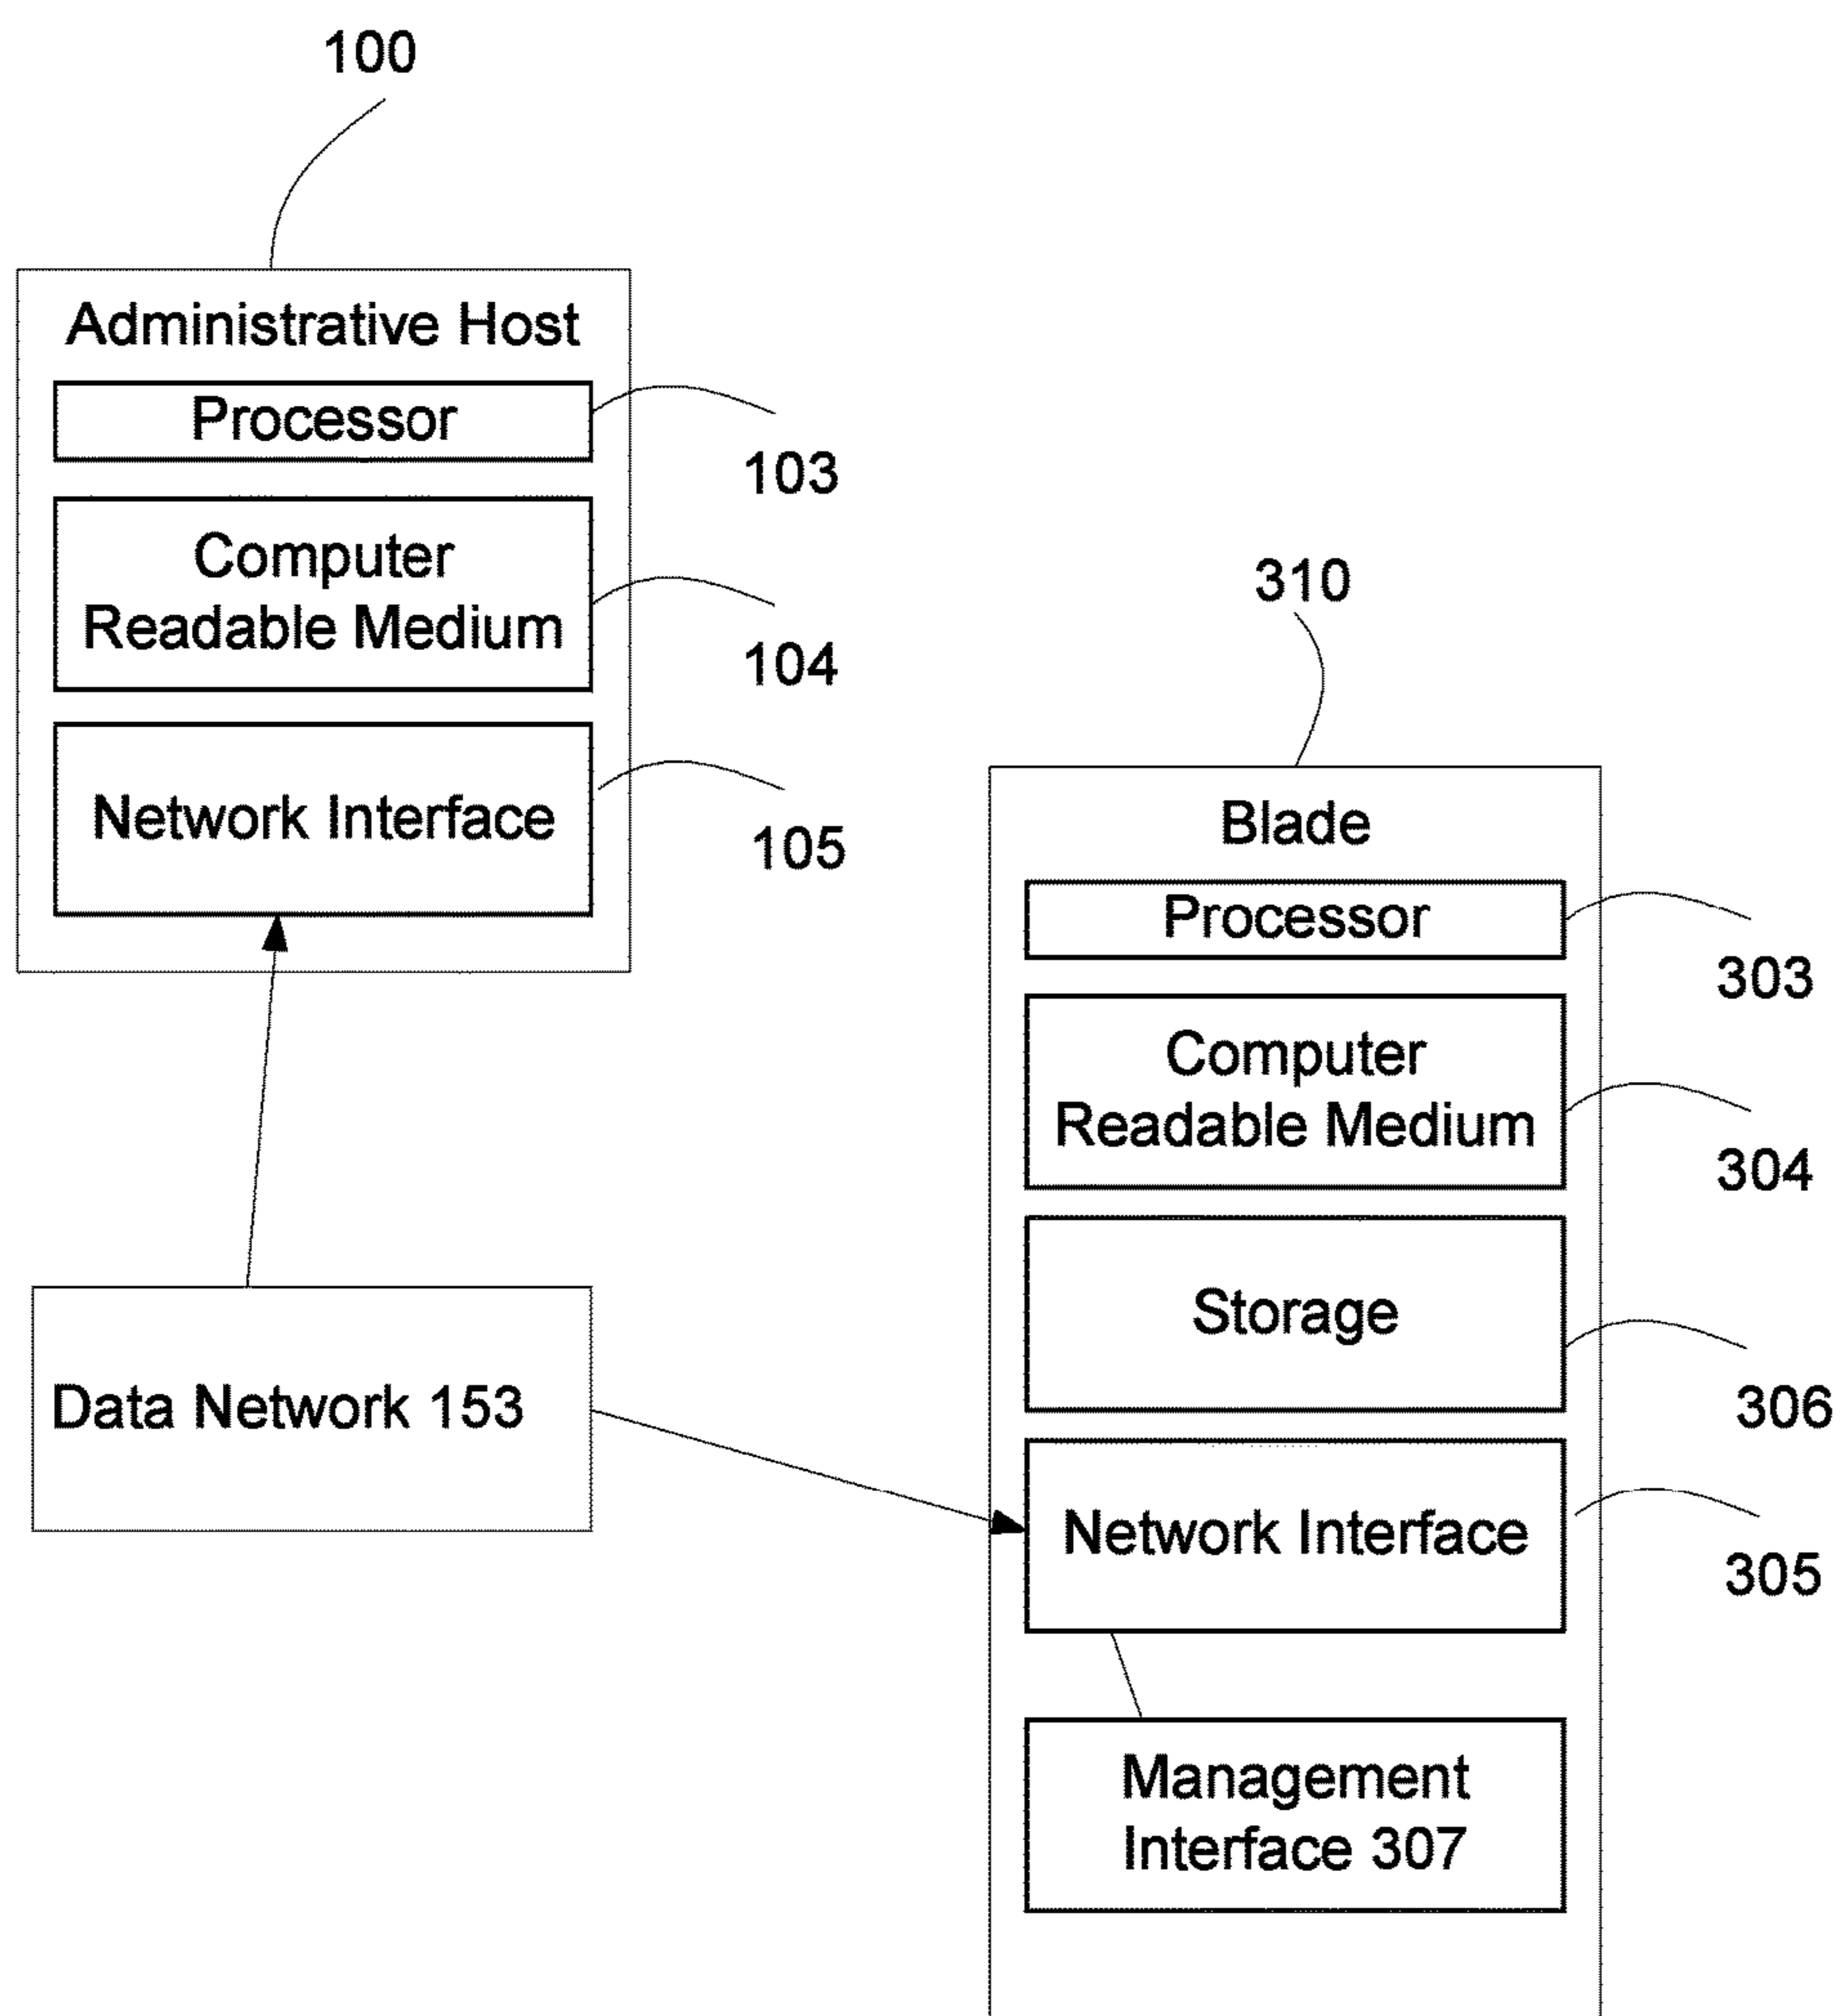 100
Administrative Host
Processor
103
Computer
Readable Medium
104
Network Interface
105
310
Blade
Processor
303
Computer
Readable Medium
304
Storage
306
Data Network 153
Network Interface
305
Management
Interface 307